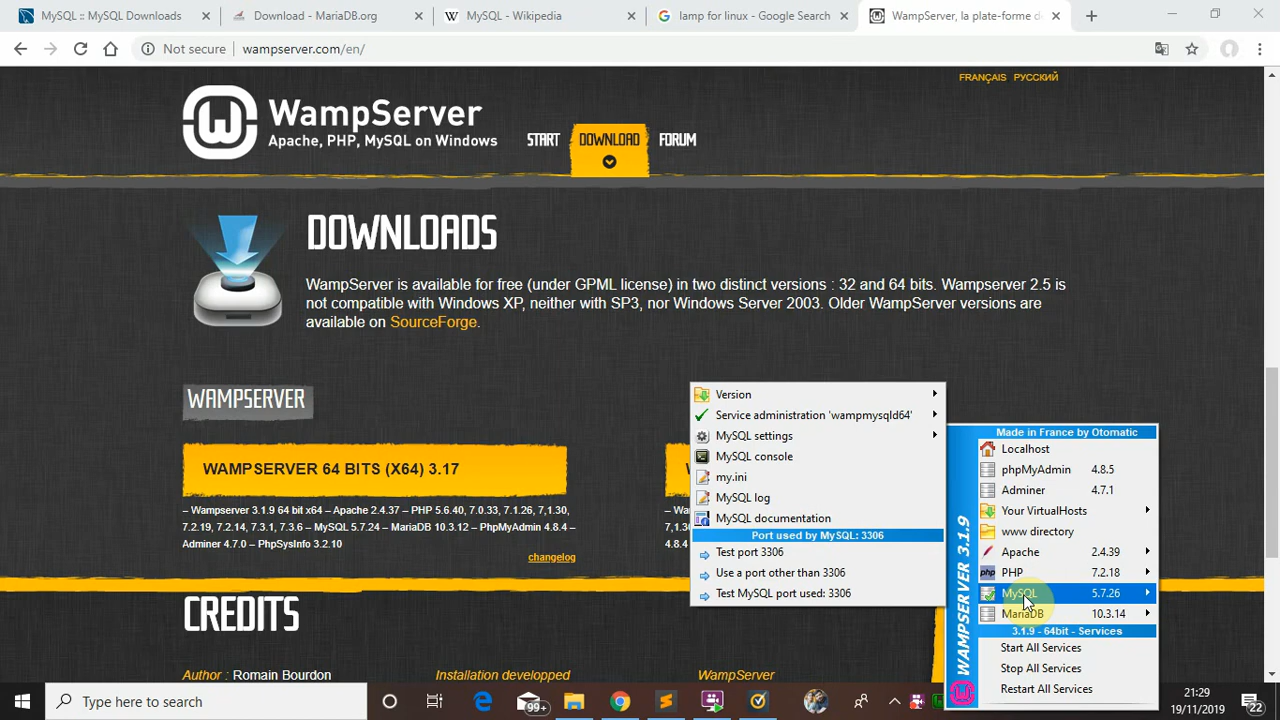 MySQL :: MySQL Downloads
Download - MariaDB.org
MySQL - Wikipedia
lamp for linux - Google Search
WampServer, la plate-forme de
Not secure
wampserver.com/en/
FRANÇAIS РУССКИЙ
WampServer
Apache, PHP, MySQL on Windows
START
DOWNLOAD
FORUM
DOWNLOADS
WampServer is available for free (under GPML license) in two distinct versions : 32 and 64 bits. Wampserver 2.5 is
not compatible with Windows XP, neither with SP3, nor Windows Server 2003. Older WampServer versions are
available on SourceForge.
WAMPSERVER
WAMPSERVER 64 BITS (X64) 3.17
– Wampserver 3.1.9 64 bit x64 – Apache 2.4.37 – PHP 5.6.40, 7.0.33, 7.1.26, 7.1.30,
7.2.19, 7.2.14, 7.3.1, 7.3.6 – MySQL 5.7.24 – MariaDB 10.3.12 – PhpMyAdmin 4.8.4 –
Adminer 4.7.0 – PhpSysInfo 3.2.10
changelog
– W
7.1.3
4.8.4
CREDITS
Author : Romain Bourdon
Installation developped
WampServer
Version
Service administration 'wampmysqld64'
MySQL settings
MySQL console
my.ini
MySQL log
MySQL documentation
Port used by MySQL: 3306
Test port 3306
Use a port other than 3306
Test MySQL port used: 3306
WAMPSERVER 3.1.9
Made in France by Otomatic
Localhost
phpMyAdmin 4.8.5
Adminer 4.7.1
Your VirtualHosts
www directory
Apache 2.4.39
php PHP 7.2.18
MySQL 5.7.26
MariaDB 10.3.14
3.1.9 - 64bit - Services
Start All Services
Stop All Services
Restart All Services
Type here to search
21:29
19/11/2019
22